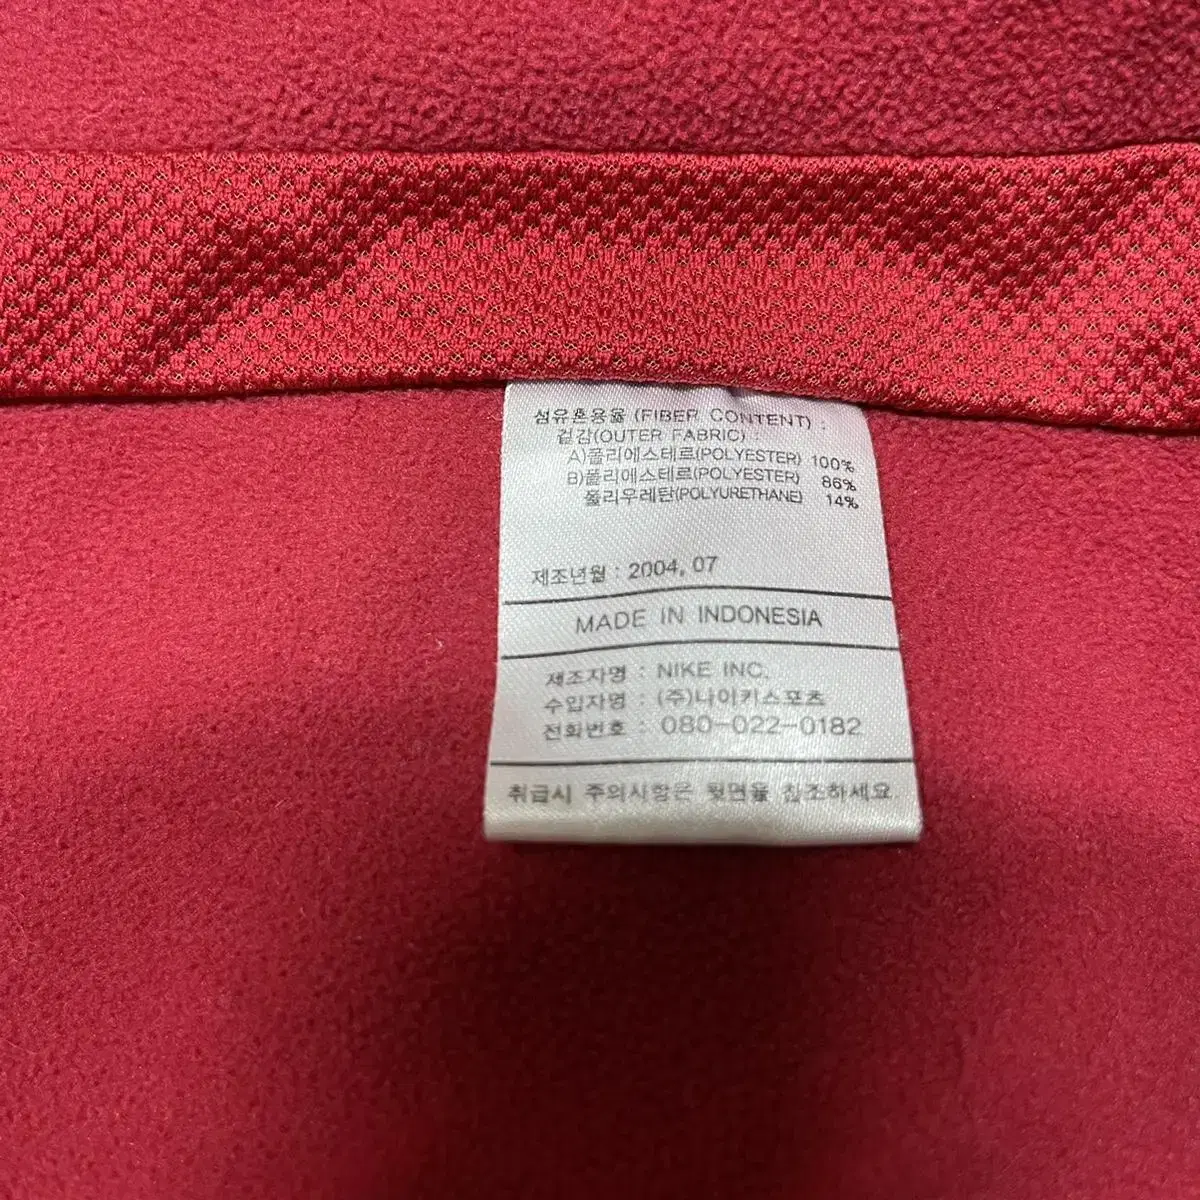 섬유혼용율 (FIBER CONTENT) :
겉감(OUTER FABRIC) :
A)폴리에스테르(POLYESTER) 100%
B)폴리에스테르(POLYESTER) 86%
폴리우레탄(POLYURETHANE) 14%
제조년월 : 2004, 07
MADE IN INDONESIA
제조자명 : NIKE INC.
수입자명 : (주)나이키스포츠
전화번호 : 080-022-0182
취급시 주의사항은 뒷면을 참조하세요.